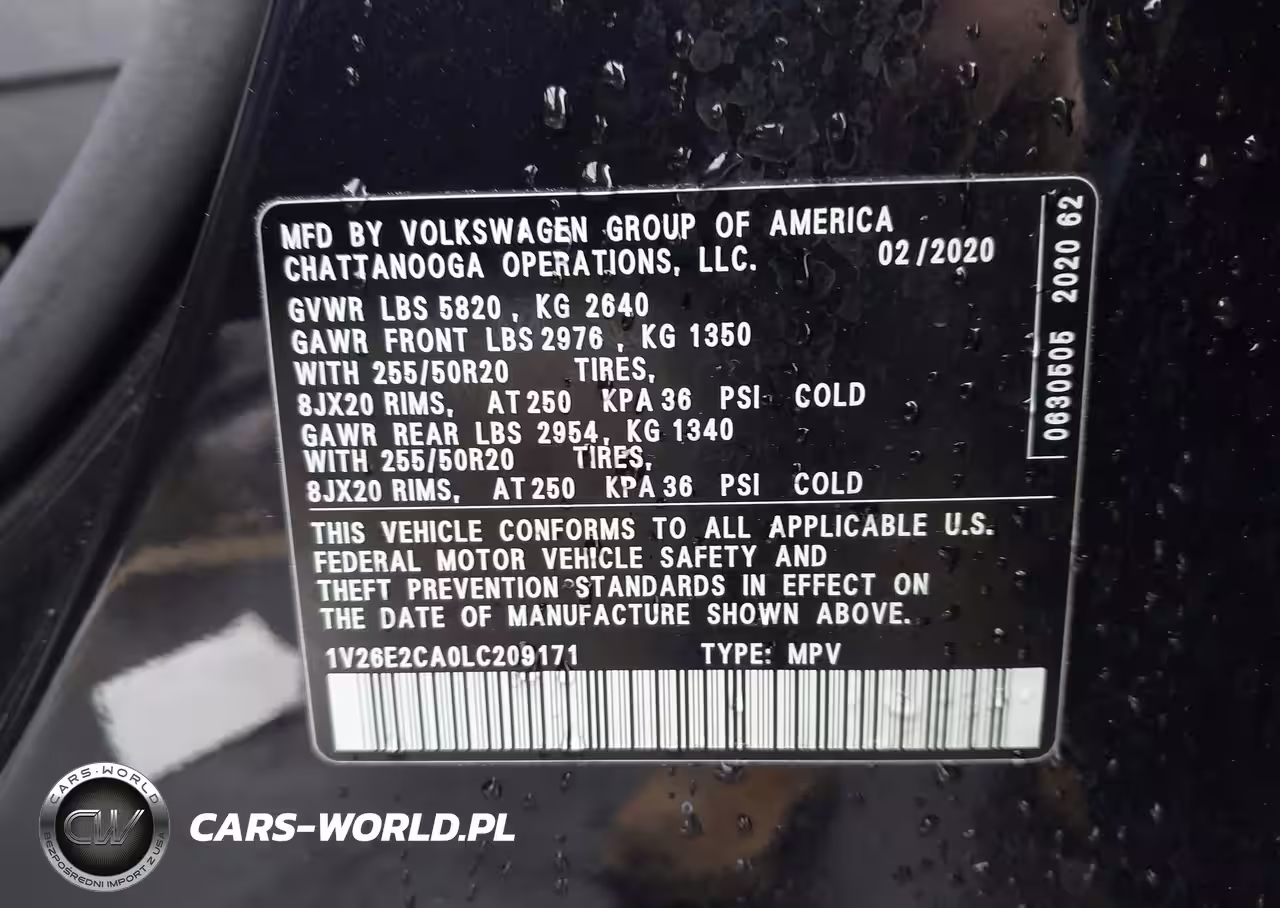 MFD BY VOLKSWAGEN GROUP OF AMERICA
CHATTANOOGA OPERATIONS, LLC. 02/2020
GVWR LBS 5820 , KG 2640
GAWR FRONT LBS 2976 , KG 1350
WITH 255/50R20 TIRES,
8JX20 RIMS, AT 250 KPA 36 PSI COLD
GAWR REAR LBS 2954, KG 1340
WITH 255/50R20 TIRES,
8JX20 RIMS, AT 250 KPA 36 PSI COLD
THIS VEHICLE CONFORMS TO ALL APPLICABLE U.S.
FEDERAL MOTOR VEHICLE SAFETY AND
THEFT PREVENTION STANDARDS IN EFFECT ON
THE DATE OF MANUFACTURE SHOWN ABOVE.
1V26E2CA0LC209171 TYPE: MPV
0630505 2020 62
CARS-WORLD
CW
BEZPOŚREDNI IMPORT Z USA
CARS-WORLD.PL